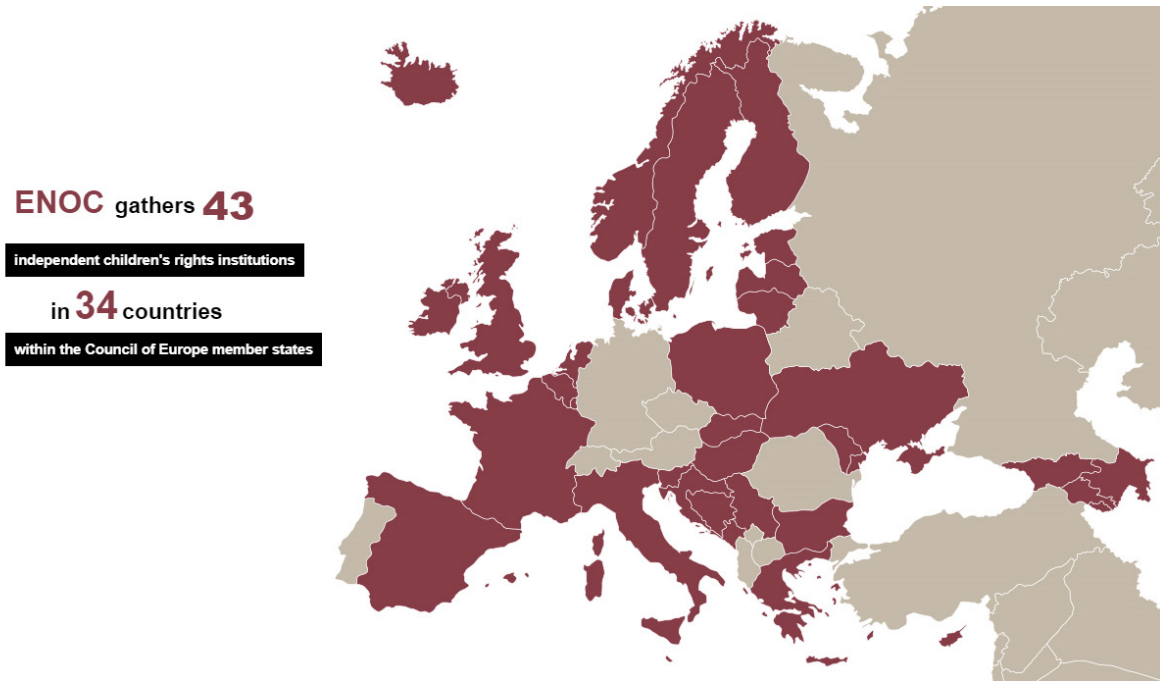 ENOC gathers 43
independent children's rights institutions
in 34 countries
within the Council of Europe member states